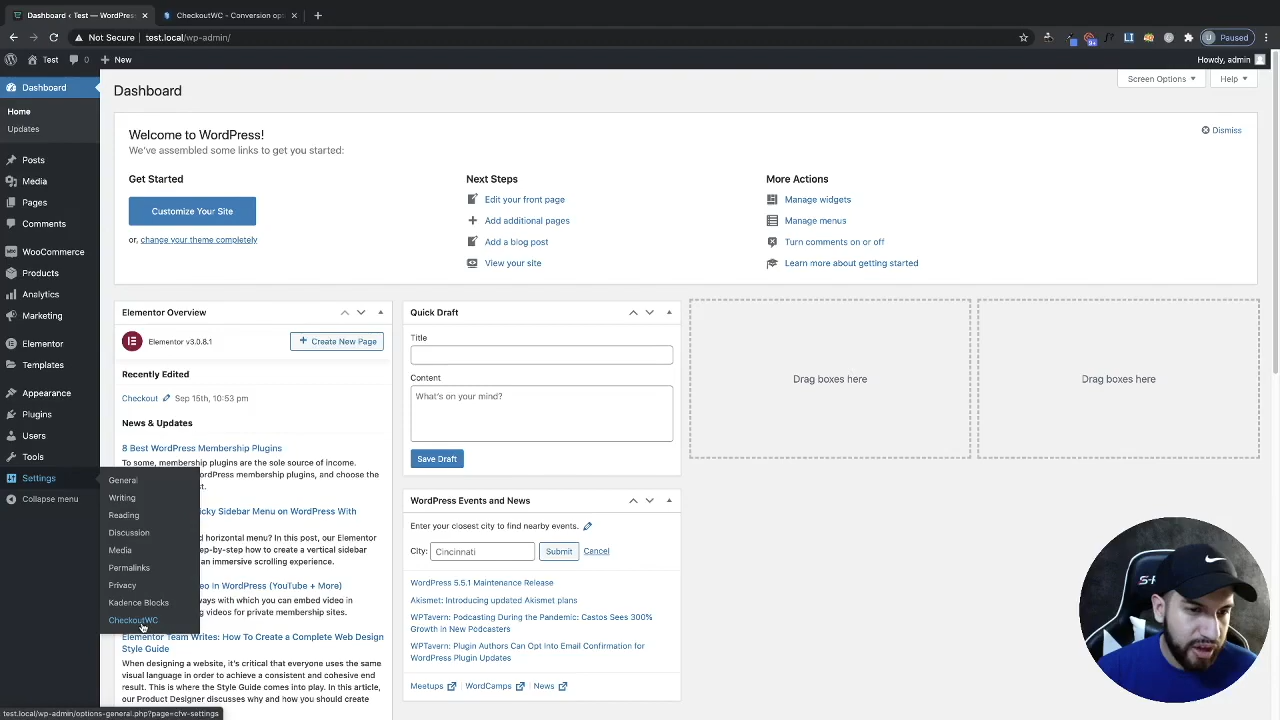 Dashboard ‹ Test — WordPress
CheckoutWC - Conversion opt
Not Secure
test.local/wp-admin/
Paused
Test
0
New
Howdy, admin
Dashboard
Home
Updates
Posts
Media
Pages
Comments
WooCommerce
Products
Analytics
Marketing
Elementor
Templates
Appearance
Plugins
Users
Tools
Settings
Collapse menu
General
Writing
Reading
Discussion
Media
Permalinks
Privacy
Kadence Blocks
CheckoutWC
Dashboard
Screen Options
Help
Welcome to WordPress!
We've assembled some links to get you started:
Dismiss
Get Started
Customize Your Site
or, change your theme completely
Next Steps
Edit your front page
Add additional pages
Add a blog post
View your site
More Actions
Manage widgets
Manage menus
Turn comments on or off
Learn more about getting started
Elementor Overview
Elementor v3.0.8.1
Create New Page
Recently Edited
Checkout Sep 15th, 10:53 pm
News & Updates
8 Best WordPress Membership Plugins
To some, membership plugins are the sole source of income.
WordPress membership plugins, and choose the
st.
icky Sidebar Menu on WordPress With
d horizontal menu? In this post, our Elementor
ep-by-step how to create a vertical sidebar
an immersive scrolling experience.
eo in WordPress (YouTube + More)
ays with which you can embed video in
ng videos for private membership sites.
Elementor Team Writes: How To Create a Complete Web Design
Style Guide
When designing a website, it's critical that everyone uses the same
visual language in order to achieve a consistent and cohesive end
result. This is where the Style Guide comes into play. In this article,
our Product Designer discusses why and how you should create
Quick Draft
Title
Content
What's on your mind?
Save Draft
WordPress Events and News
Enter your closest city to find nearby events.
City:
Cincinnati
Submit
Cancel
WordPress 5.5.1 Maintenance Release
Akismet: Introducing updated Akismet plans
WPTavern: Podcasting During the Pandemic: Castos Sees 300%
Growth in New Podcasters
WPTavern: Plugin Authors Can Opt Into Email Confirmation for
WordPress Plugin Updates
Meetups
WordCamps
News
Drag boxes here
Drag boxes here
test.local/wp-admin/options-general.php?page=cfw-settings